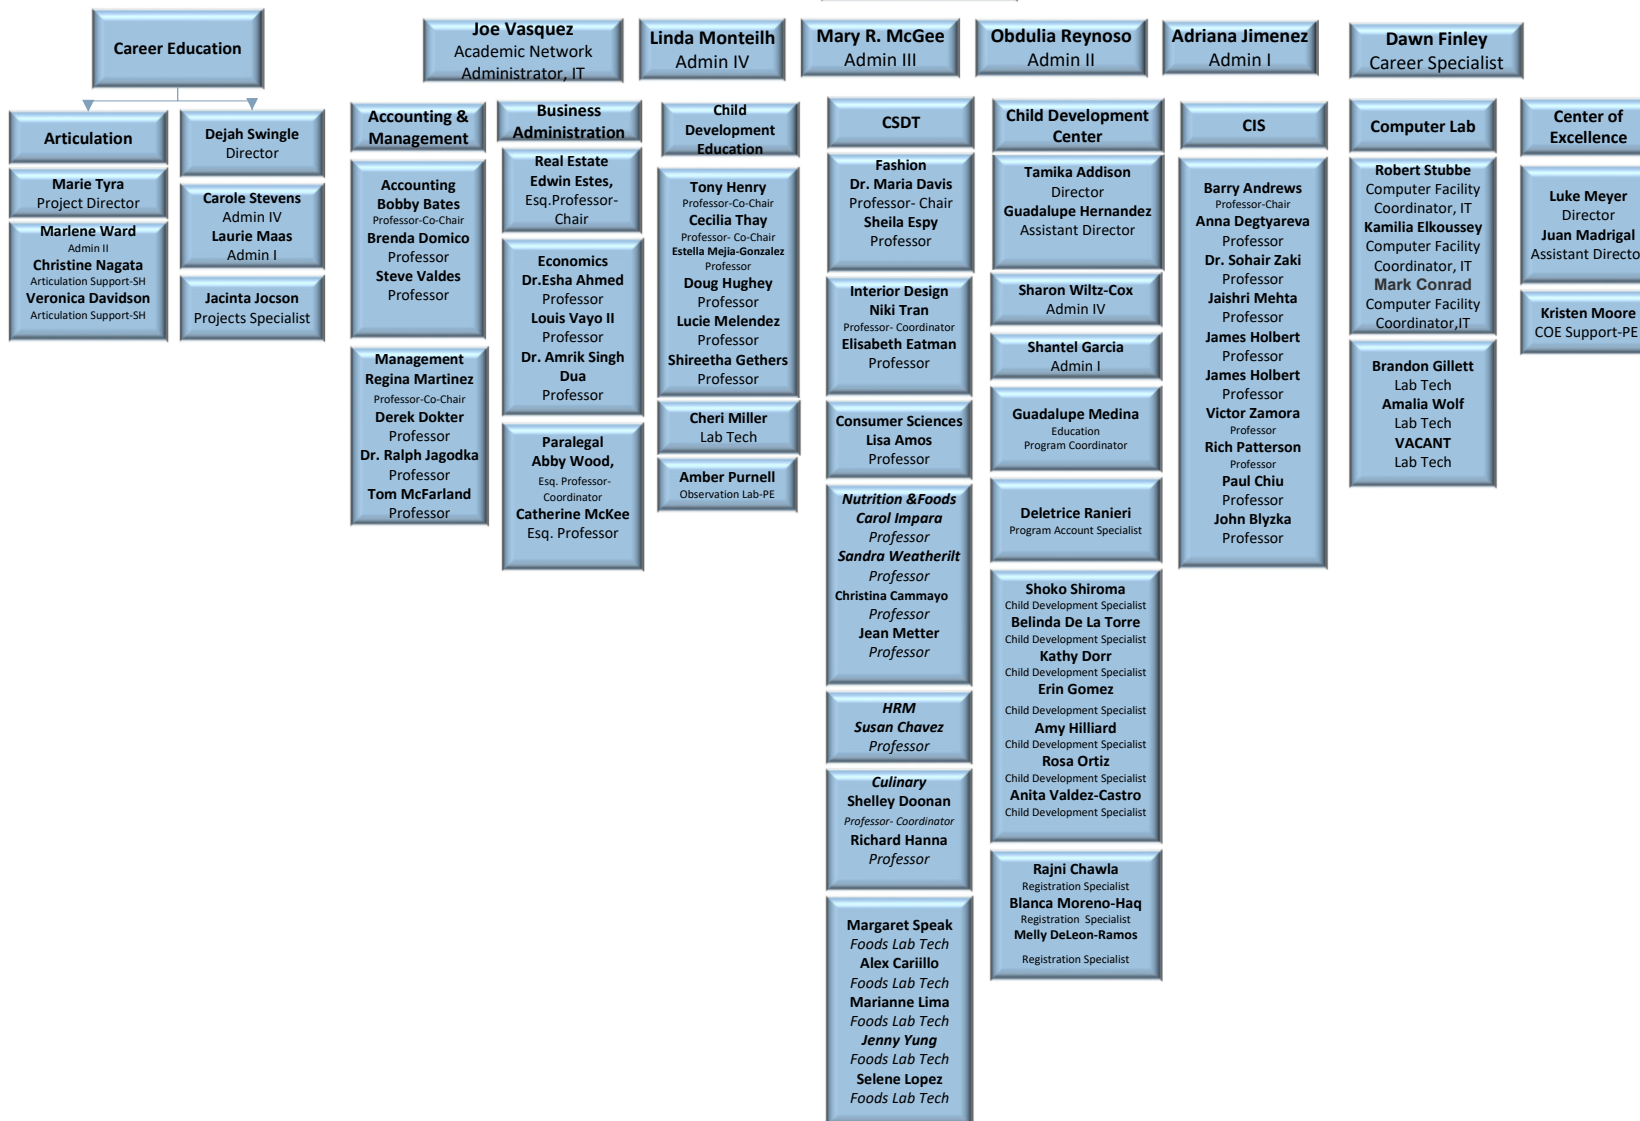 Career Education
Joe Vasquez
Academic Network
Administrator, IT
Linda Monteilh
Admin IV
Mary R. McGee
Admin III
Obdulia Reynoso
Admin II
Adriana Jimenez
Admin I
Dawn Finley
Career Specialist
Articulation
Marie Tyra
Project Director
Marlene Ward
Admin II
Christine Nagata
Articulation Support-SH
Veronica Davidson
Articulation Support-SH
Dejah Swingle
Director
Carole Stevens
Admin IV
Laurie Maas
Admin I
Jacinta Jocson
Projects Specialist
Accounting &
Management
Accounting
Bobby Bates
Professor-Co-Chair
Brenda Domico
Professor
Steve Valdes
Professor
Management
Regina Martinez
Professor-Co-Chair
Derek Dokter
Professor
Dr. Ralph Jagodka
Professor
Tom McFarland
Professor
Business
Administration
Real Estate
Edwin Estes,
Esq.Professor-
Chair
Economics
Dr.Esha Ahmed
Professor
Louis Vayo II
Professor
Dr. Amrik Singh
Dua
Professor
Paralegal
Abby Wood,
Esq. Professor-
Coordinator
Catherine McKee
Esq. Professor
Child
Development
Education
Tony Henry
Professor-Co-Chair
Cecilia Thay
Professor- Co-Chair
Estella Mejia-Gonzalez
Professor
Doug Hughey
Professor
Lucie Melendez
Professor
Shireetha Gethers
Professor
Cheri Miller
Lab Tech
Amber Purnell
Observation Lab-PE
CSDT
Fashion
Dr. Maria Davis
Professor- Chair
Sheila Espy
Professor
Interior Design
Niki Tran
Professor- Coordinator
Elisabeth Eatman
Professor
Consumer Sciences
Lisa Amos
Professor
Nutrition &Foods
Carol Impara
Professor
Sandra Weatherilt
Professor
Christina Cammayo
Professor
Jean Metter
Professor
HRM
Susan Chavez
Professor
Culinary
Shelley Doonan
Professor- Coordinator
Richard Hanna
Professor
Margaret Speak
Foods Lab Tech
Alex Cariillo
Foods Lab Tech
Marianne Lima
Foods Lab Tech
Jenny Yung
Foods Lab Tech
Selene Lopez
Foods Lab Tech
Child Development
Center
Tamika Addison
Director
Guadalupe Hernandez
Assistant Director
Sharon Wiltz-Cox
Admin IV
Shantel Garcia
Admin I
Guadalupe Medina
Education
Program Coordinator
Deletrice Ranieri
Program Account Specialist
Shoko Shiroma
Child Development Specialist
Belinda De La Torre
Child Development Specialist
Kathy Dorr
Child Development Specialist
Erin Gomez
Child Development Specialist
Amy Hilliard
Child Development Specialist
Rosa Ortiz
Child Development Specialist
Anita Valdez-Castro
Child Development Specialist
Rajni Chawla
Registration Specialist
Blanca Moreno-Haq
Registration Specialist
Melly DeLeon-Ramos
Registration Specialist
CIS
Barry Andrews
Professor-Chair
Anna Degtyareva
Professor
Dr. Sohair Zaki
Professor
Jaishri Mehta
Professor
James Holbert
Professor
James Holbert
Professor
Victor Zamora
Professor
Rich Patterson
Professor
Paul Chiu
Professor
John Blyzka
Professor
Computer Lab
Robert Stubbe
Computer Facility
Coordinator, IT
Kamilia Elkoussey
Computer Facility
Coordinator, IT
Mark Conrad
Computer Facility
Coordinator,IT
Brandon Gillett
Lab Tech
Amalia Wolf
Lab Tech
VACANT
Lab Tech
Center of
Excellence
Luke Meyer
Director
Juan Madrigal
Assistant Directo
Kristen Moore
COE Support-PE